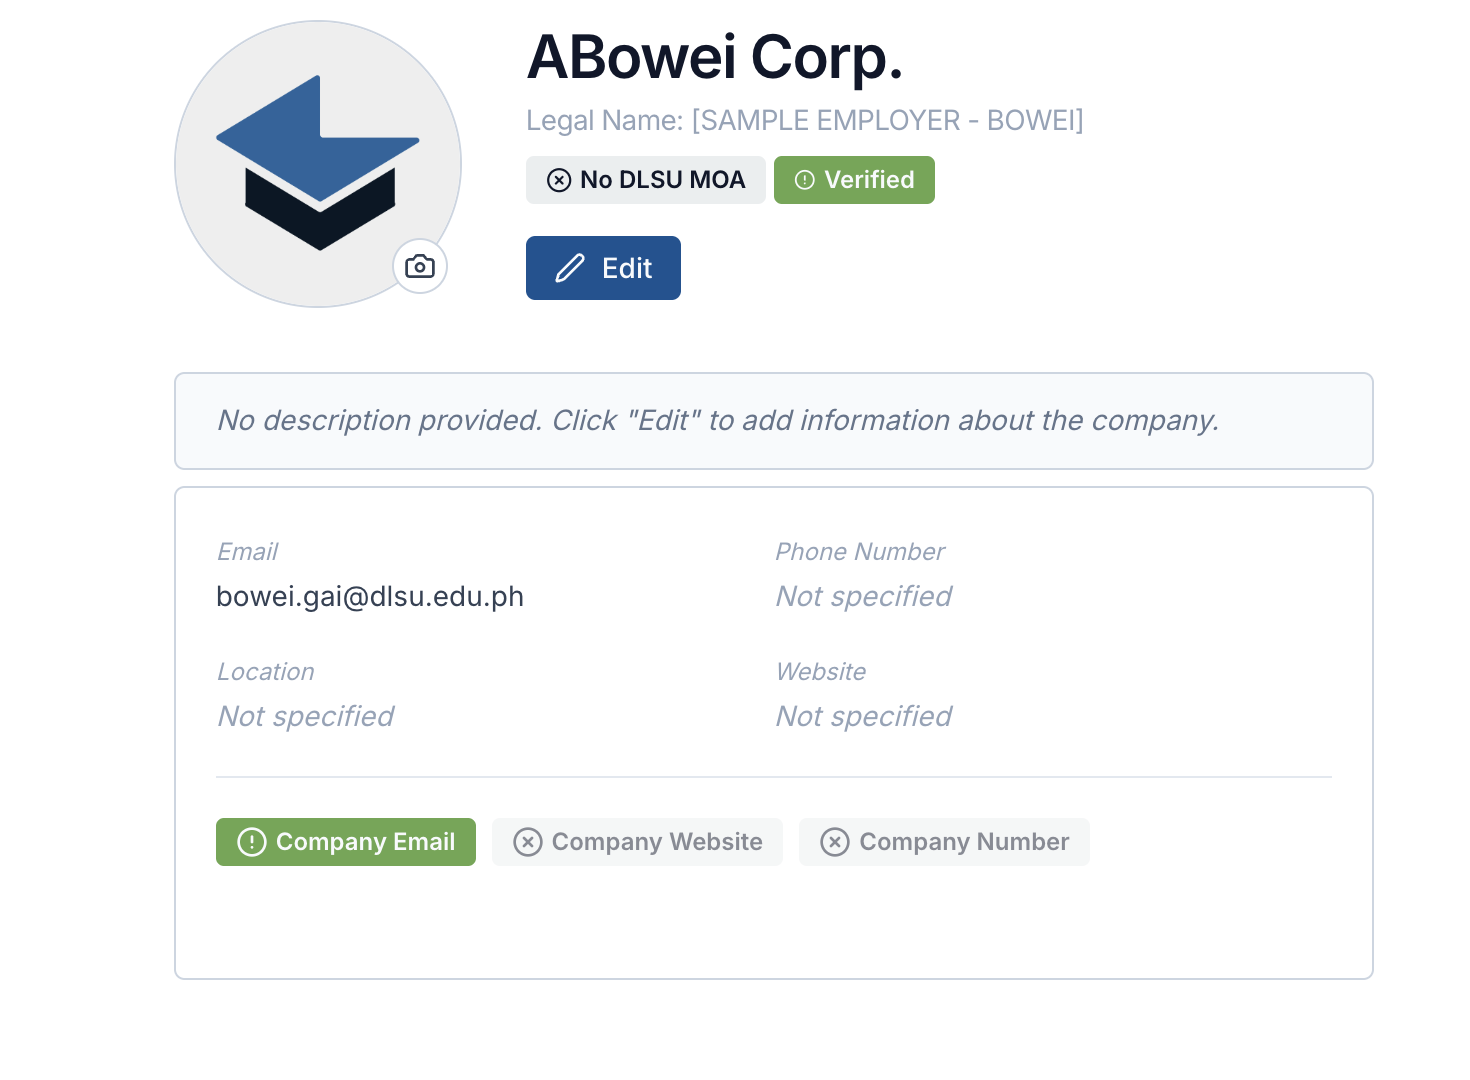 ABowei Corp.
Legal Name: [SAMPLE EMPLOYER - BOWEI]
No DLSU MOA
Verified
Edit
No description provided. Click "Edit" to add information about the company.
Email
bowei.gai@dlsu.edu.ph
Phone Number
Not specified
Location
Not specified
Website
Not specified
Company Email
Company Website
Company Number